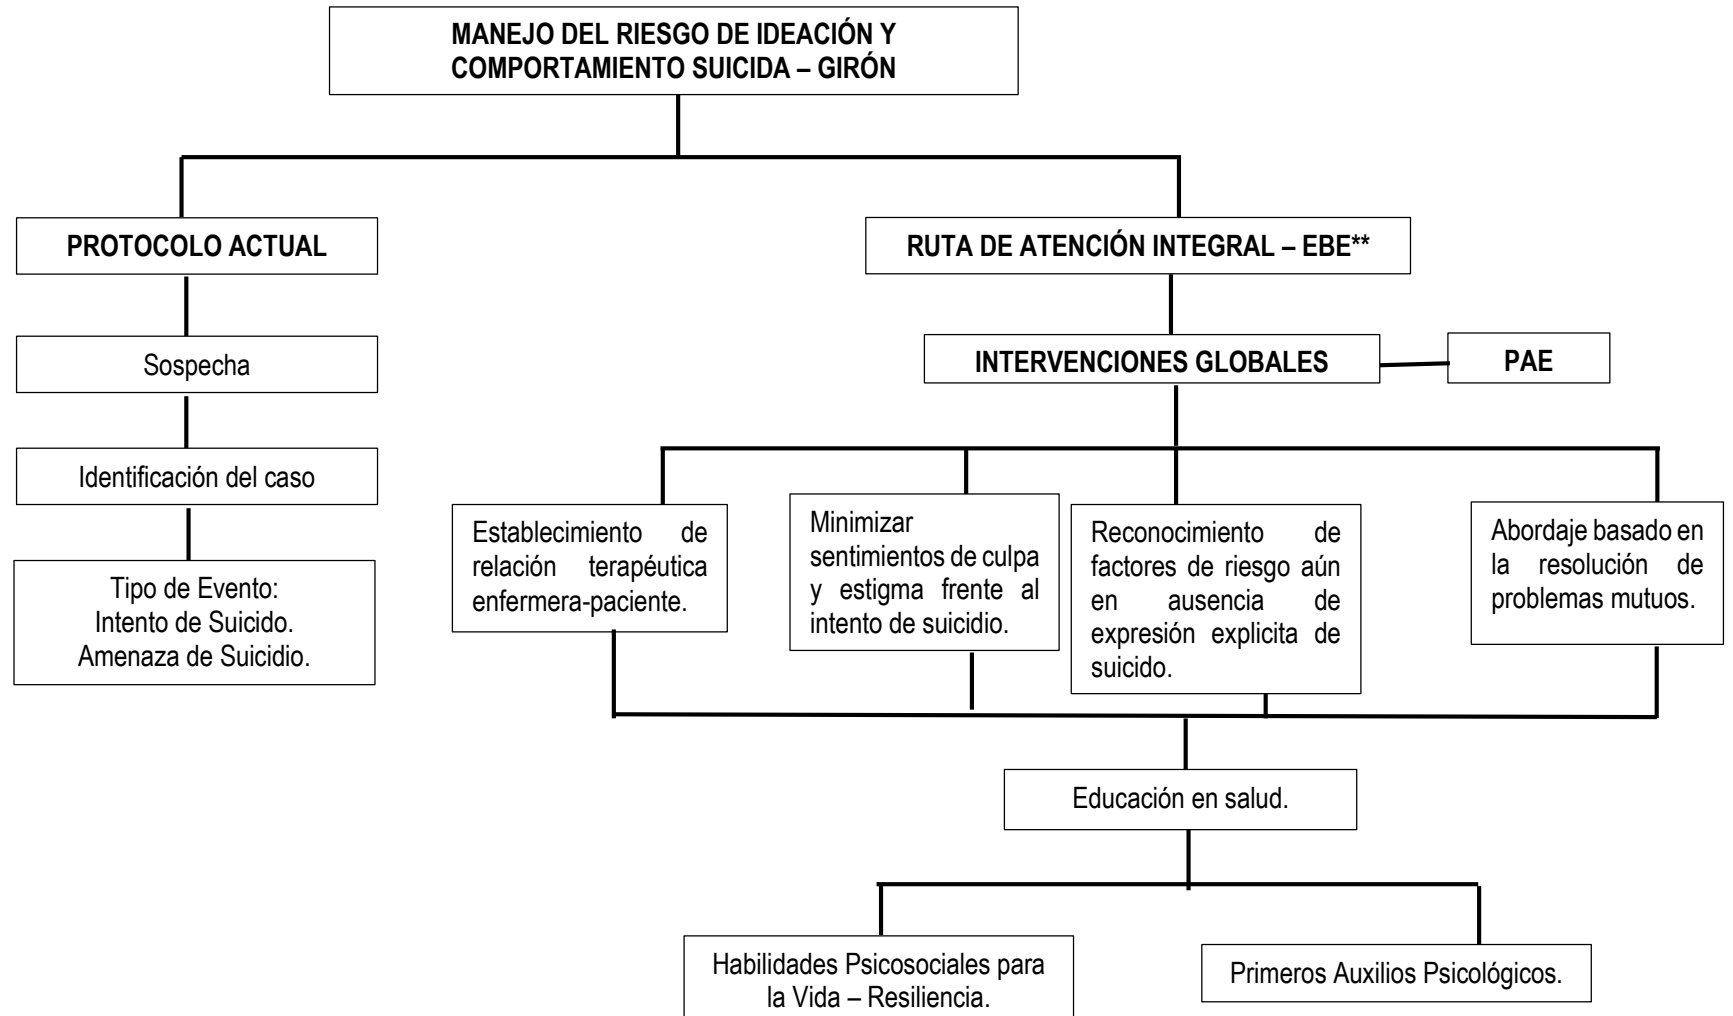 MANEJO DEL RIESGO DE IDEACIÓN Y
COMPORTAMIENTO SUICIDA – GIRÓN
PROTOCOLO ACTUAL
RUTA DE ATENCIÓN INTEGRAL – EBE**
Sospecha
INTERVENCIONES GLOBALES
PAE
Identificación del caso
Tipo de Evento:
Intento de Suicido.
Amenaza de Suicidio.
Establecimiento de
relación terapéutica
enfermera-paciente.
Minimizar
sentimientos de culpa
y estigma frente al
intento de suicidio.
Reconocimiento de
factores de riesgo aún
en ausencia de
expresión explicita de
suicido.
Abordaje basado en
la resolución de
problemas mutuos.
Educación en salud.
Habilidades Psicosociales para
la Vida – Resiliencia.
Primeros Auxilios Psicológicos.